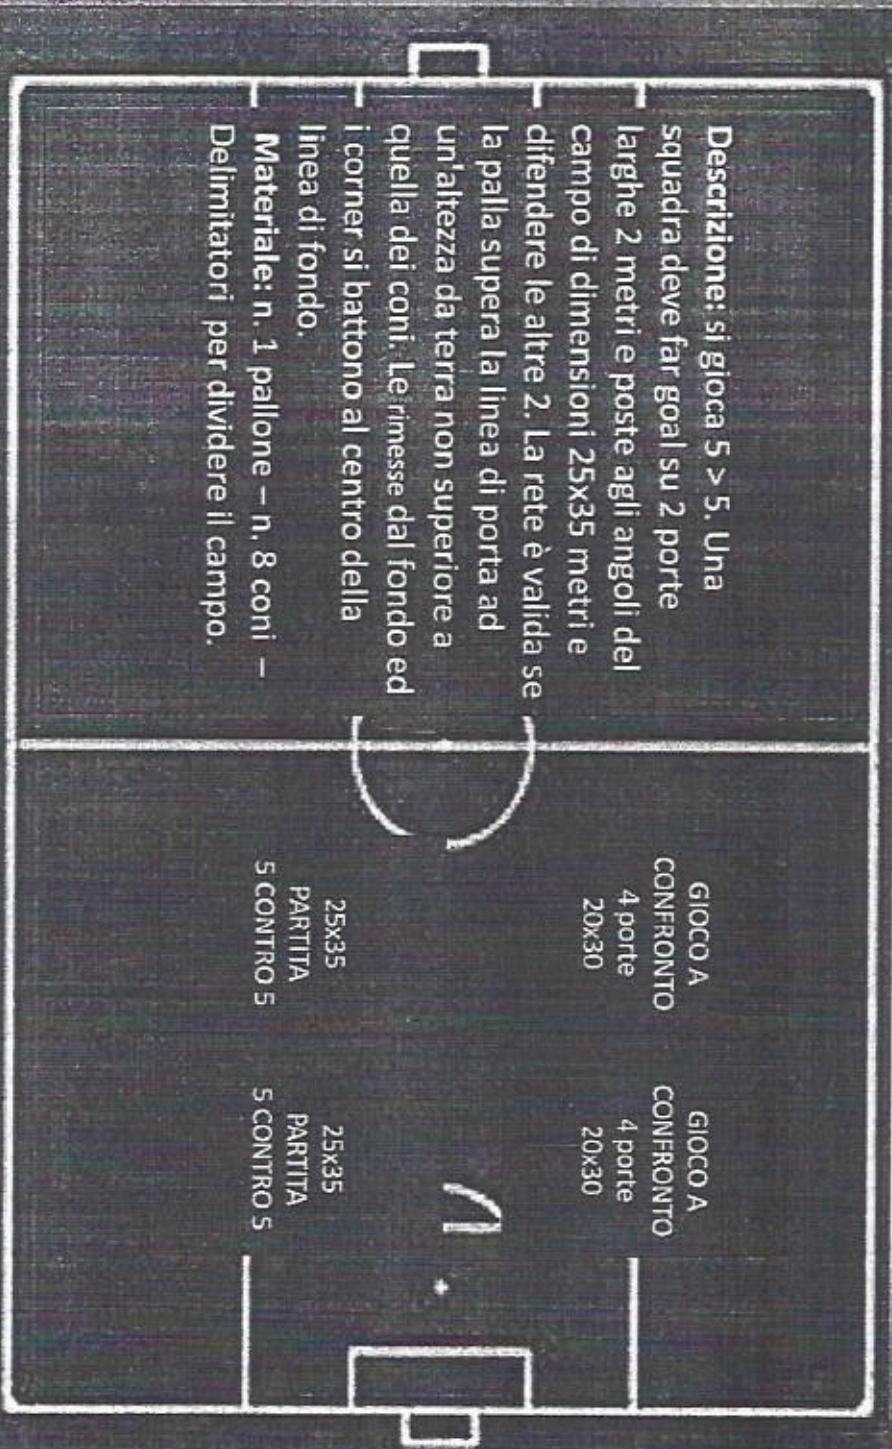 Descrizione: si gioca 5 > 5. Una
squadra deve far goal su 2 porte
larghe 2 metri e poste agli angoli del
campo di dimensioni 25x35 metri e
difendere le altre 2. La rete è valida se
la palla supera la linea di porta ad
un'altezza da terra non superiore a
quella dei coni. Le rimesse dal fondo ed
i corner si battono al centro della
linea di fondo.
Materiale: n. 1 pallone – n. 8 coni –
Delimitatori per dividere il campo.
GIOCO A
CONFRONTO
4 porte
20x30
GIOCO A
CONFRONTO
4 porte
20x30
25x35
PARTITA
5 CONTRO 5
25x35
PARTITA
5 CONTRO 5